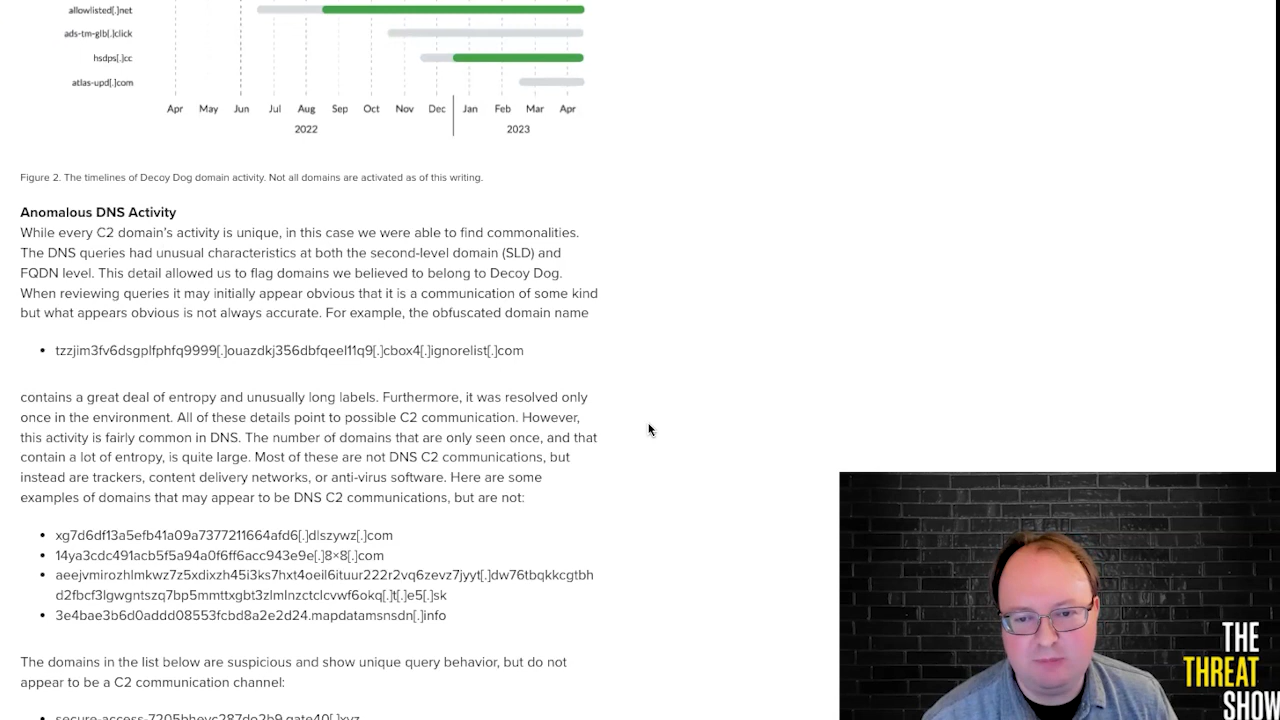 allowlisted[.]net
ads-tm-glb[.]click
hsdps[.]cc
atlas-upd[.]com
Apr May Jun Jul Aug Sep Oct Nov Dec Jan Feb Mar Apr
2022 2023
Figure 2. The timelines of Decoy Dog domain activity. Not all domains are activated as of this writing.
Anomalous DNS Activity
While every C2 domain's activity is unique, in this case we were able to find commonalities.
The DNS queries had unusual characteristics at both the second-level domain (SLD) and
FQDN level. This detail allowed us to flag domains we believed to belong to Decoy Dog.
When reviewing queries it may initially appear obvious that it is a communication of some kind
but what appears obvious is not always accurate. For example, the obfuscated domain name
• tzzjim3fv6dsgplfphfq9999[.]ouazdkj356dbfqeel11q9[.]cbox4[.]ignorelist[.]com
contains a great deal of entropy and unusually long labels. Furthermore, it was resolved only
once in the environment. All of these details point to possible C2 communication. However,
this activity is fairly common in DNS. The number of domains that are only seen once, and that
contain a lot of entropy, is quite large. Most of these are not DNS C2 communications, but
instead are trackers, content delivery networks, or anti-virus software. Here are some
examples of domains that may appear to be DNS C2 communications, but are not:
• xg7d6df13a5efb41a09a7377211664afd6[.]dlszywz[.]com
• 14ya3cdc491acb5f5a94a0f6ffeacc943e9e[.]8×8[.]com
• aeejvmirozhlmkwz7z5xdixzh45i3ks7hxt4oeil6ituur222r2vq6zevz7jyyt[.]dw76tbqkkcgtbh
d2fbcf3lgwgntszq7bp5mmttxgbt3zlmlnzctclcvwf6okq[.]t[.]e5[.]sk
• 3e4bae3b6d0addd08553fcbd8a2e2d24.mapdatamsnsdn[.]info
The domains in the list below are suspicious and show unique query behavior, but do not
appear to be a C2 communication channel:
THE
THREAT
SHOW